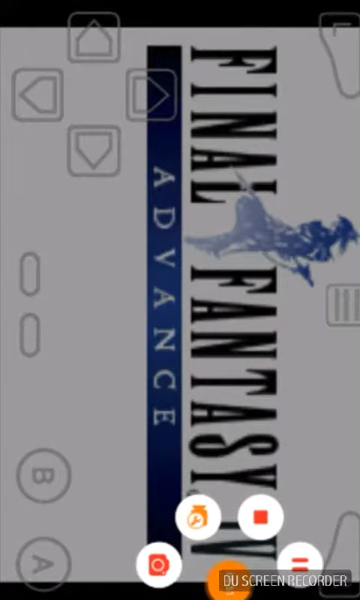 FINAL FANTASY IV
ADVANCE
L
B
A
DU SCREEN RECORDER